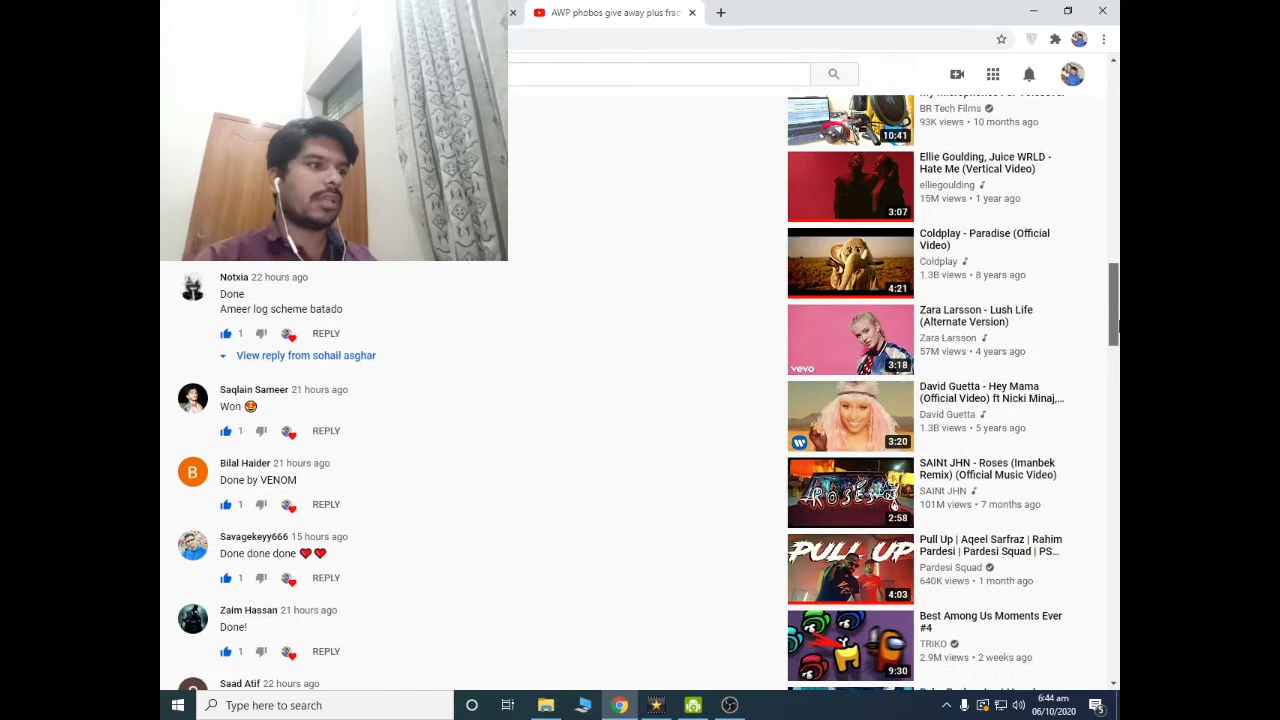 AWP phobos give away plus frac
BR Tech Films
93K views • 10 months ago
10:41
Ellie Goulding, Juice WRLD -
Hate Me (Vertical Video)
elliegoulding
15M views • 1 year ago
3:07
Coldplay - Paradise (Official
Video)
Coldplay
1.3B views • 8 years ago
4:21
Zara Larsson - Lush Life
(Alternate Version)
Zara Larsson
57M views • 4 years ago
vevo
3:18
David Guetta - Hey Mama
(Official Video) ft Nicki Minaj,...
David Guetta
1.3B views • 5 years ago
3:20
SAINt JHN - Roses (Imanbek
Remix) (Official Music Video)
SAINt JHN
101M views • 7 months ago
ROSES
2:58
Pull Up | Aqeel Sarfraz | Rahim
Pardesi | Pardesi Squad | PS...
Pardesi Squad
640K views • 1 month ago
PULL UP
4:03
Best Among Us Moments Ever
#4
TRIKO
2.9M views • 2 weeks ago
9:30
Notxia 22 hours ago
Done
Ameer log scheme batado
1 REPLY
View reply from sohail asghar
Saqlain Sameer 21 hours ago
Won
1 REPLY
B
Bilal Haider 21 hours ago
Done by VENOM
1 REPLY
Savagekeyy666 15 hours ago
Done done done
1 REPLY
Zaim Hassan 21 hours ago
Done!
1 REPLY
Saad Atif 22 hours ago
Type here to search
6:44 am
06/10/2020
5